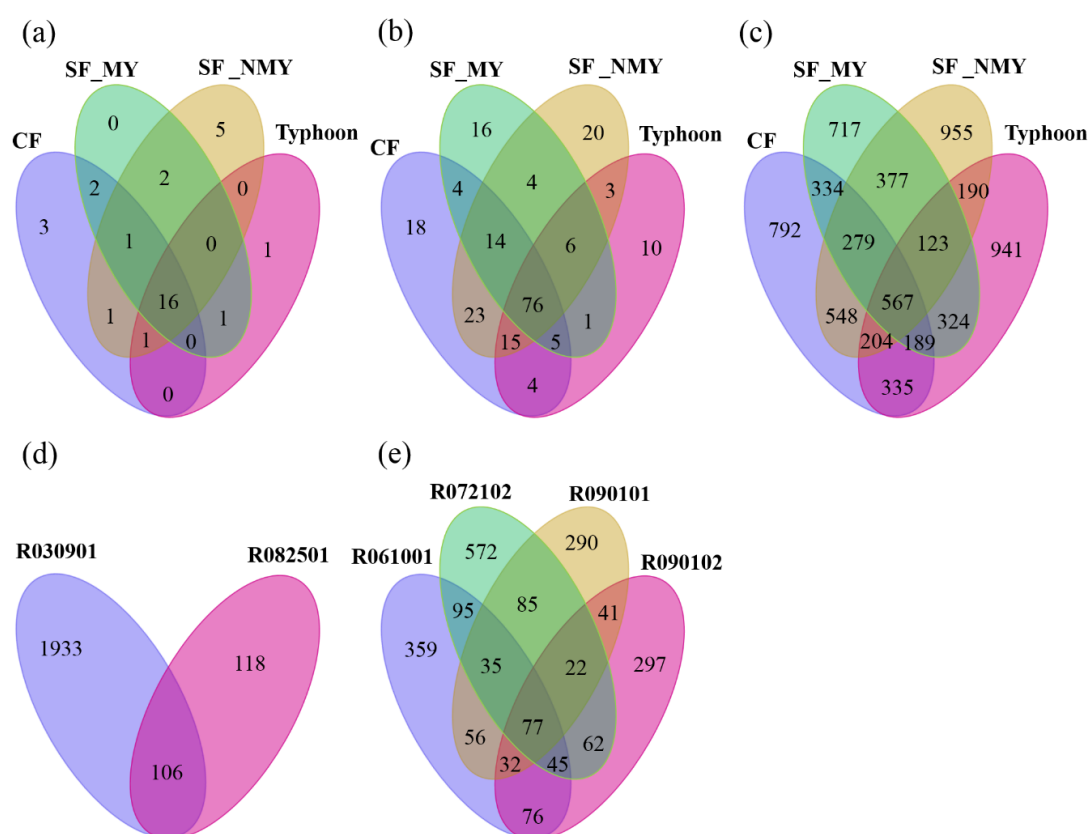 (a)
SF_MY
SF _NMY
CF
Typhoon
0
5
2
2
0
3
1
0
1
16
1
1
1
0
0
(b)
SF_MY
SF _NMY
CF
Typhoon
16
20
4
4
3
18
14
6
10
76
23
1
15
5
4
(c)
SF_MY
SF _NMY
CF
Typhoon
717
955
334
377
190
792
279
123
941
567
548
324
204
189
335
(d)
R030901
R082501
1933
118
106
(e)
R072102
R090101
R061001
R090102
572
290
95
85
41
359
35
22
297
77
56
62
32
45
76